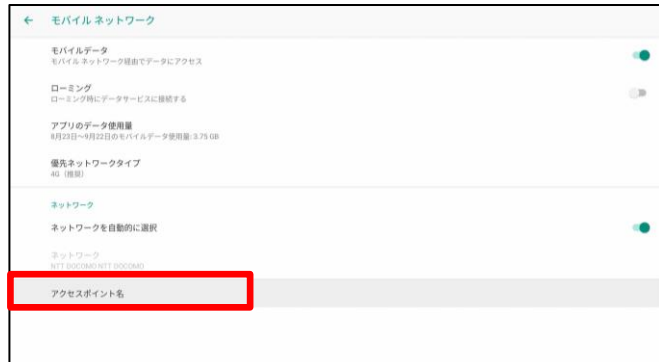 モバイル ネットワーク
モバイルデータ
モバイル ネットワーク経由でデータにアクセス
ローミング
ローミング時にデータサービスに接続する
アプリのデータ使用量
8月23日～9月22日のモバイルデータ使用量: 3.75 GB
優先ネットワークタイプ
4G（推奨）
ネットワーク
ネットワークを自動的に選択
ネットワーク
NTT DOCOMO NTT DOCOMO
アクセスポイント名